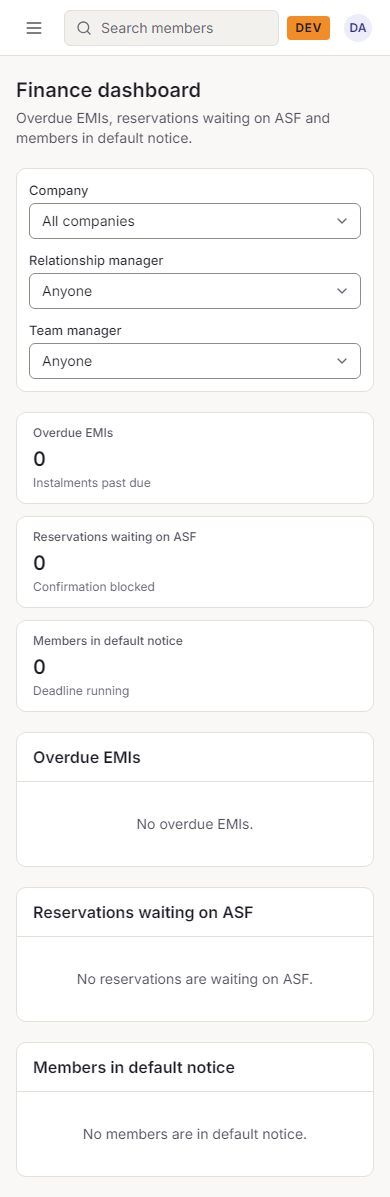 Search members
DEV
DA
Finance dashboard
Overdue EMIs, reservations waiting on ASF and
members in default notice.
Company
All companies
Relationship manager
Anyone
Team manager
Anyone
Overdue EMIs
0
Instalments past due
Reservations waiting on ASF
0
Confirmation blocked
Members in default notice
0
Deadline running
Overdue EMIs
No overdue EMIs.
Reservations waiting on ASF
No reservations are waiting on ASF.
Members in default notice
No members are in default notice.